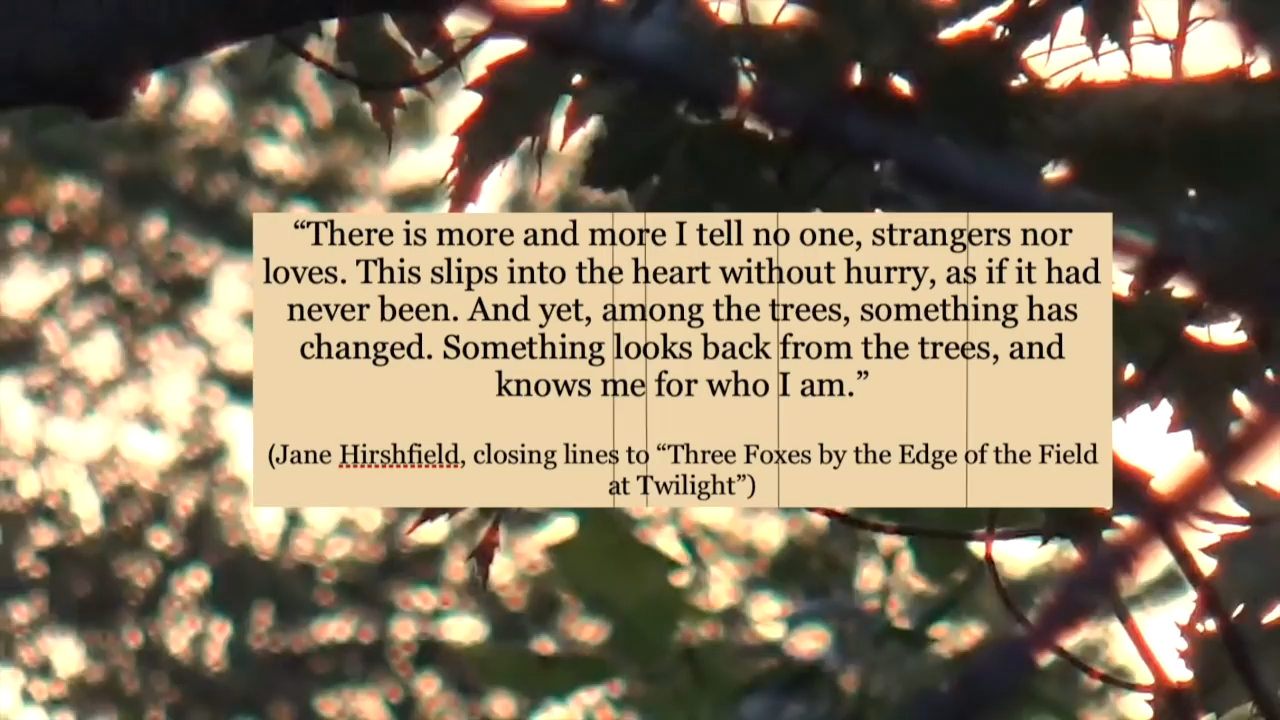 “There is more and more I tell no one, strangers nor
loves. This slips into the heart without hurry, as if it had
never been. And yet, among the trees, something has
changed. Something looks back from the trees, and
knows me for who I am.”
(Jane Hirshfield, closing lines to “Three Foxes by the Edge of the Field
at Twilight”)